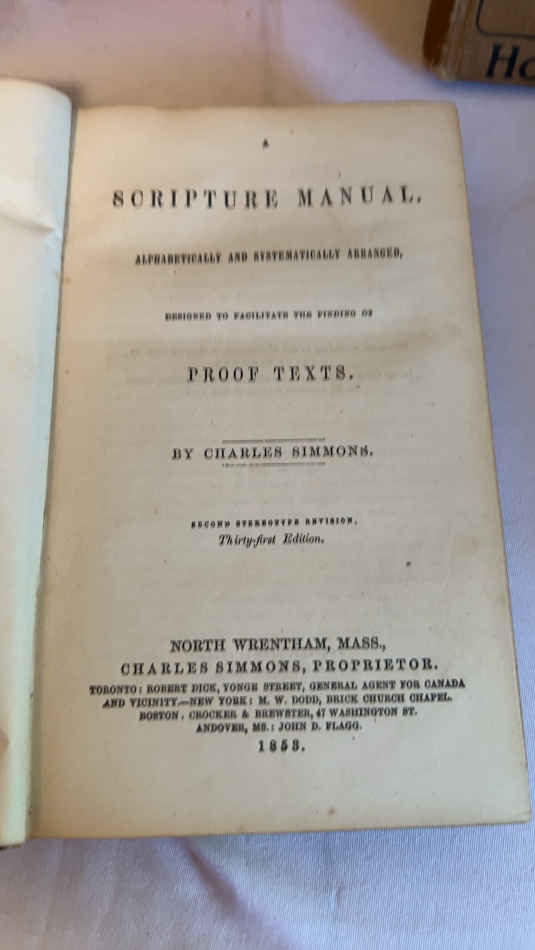 A
SCRIPTURE MANUAL,
ALPHABETICALLY AND SYSTEMATICALLY ARRANGED,
DESIGNED TO FACILITATE THE FINDING OF
PROOF TEXTS.
BY CHARLES SIMMONS.
SECOND STEREOTYPE REVISION.
Thirty-first Edition.
NORTH WRENTHAM, MASS.,
CHARLES SIMMONS, PROPRIETOR.
TORONTO: ROBERT DICK, YONGE STREET, GENERAL AGENT FOR CANADA
AND VICINITY.—NEW YORK: M. W. DODD, BRICK CHURCH CHAPEL.
BOSTON: CROCKER & BREWSTER, 47 WASHINGTON ST.
ANDOVER, MS.: JOHN D. FLAGG.
1853.